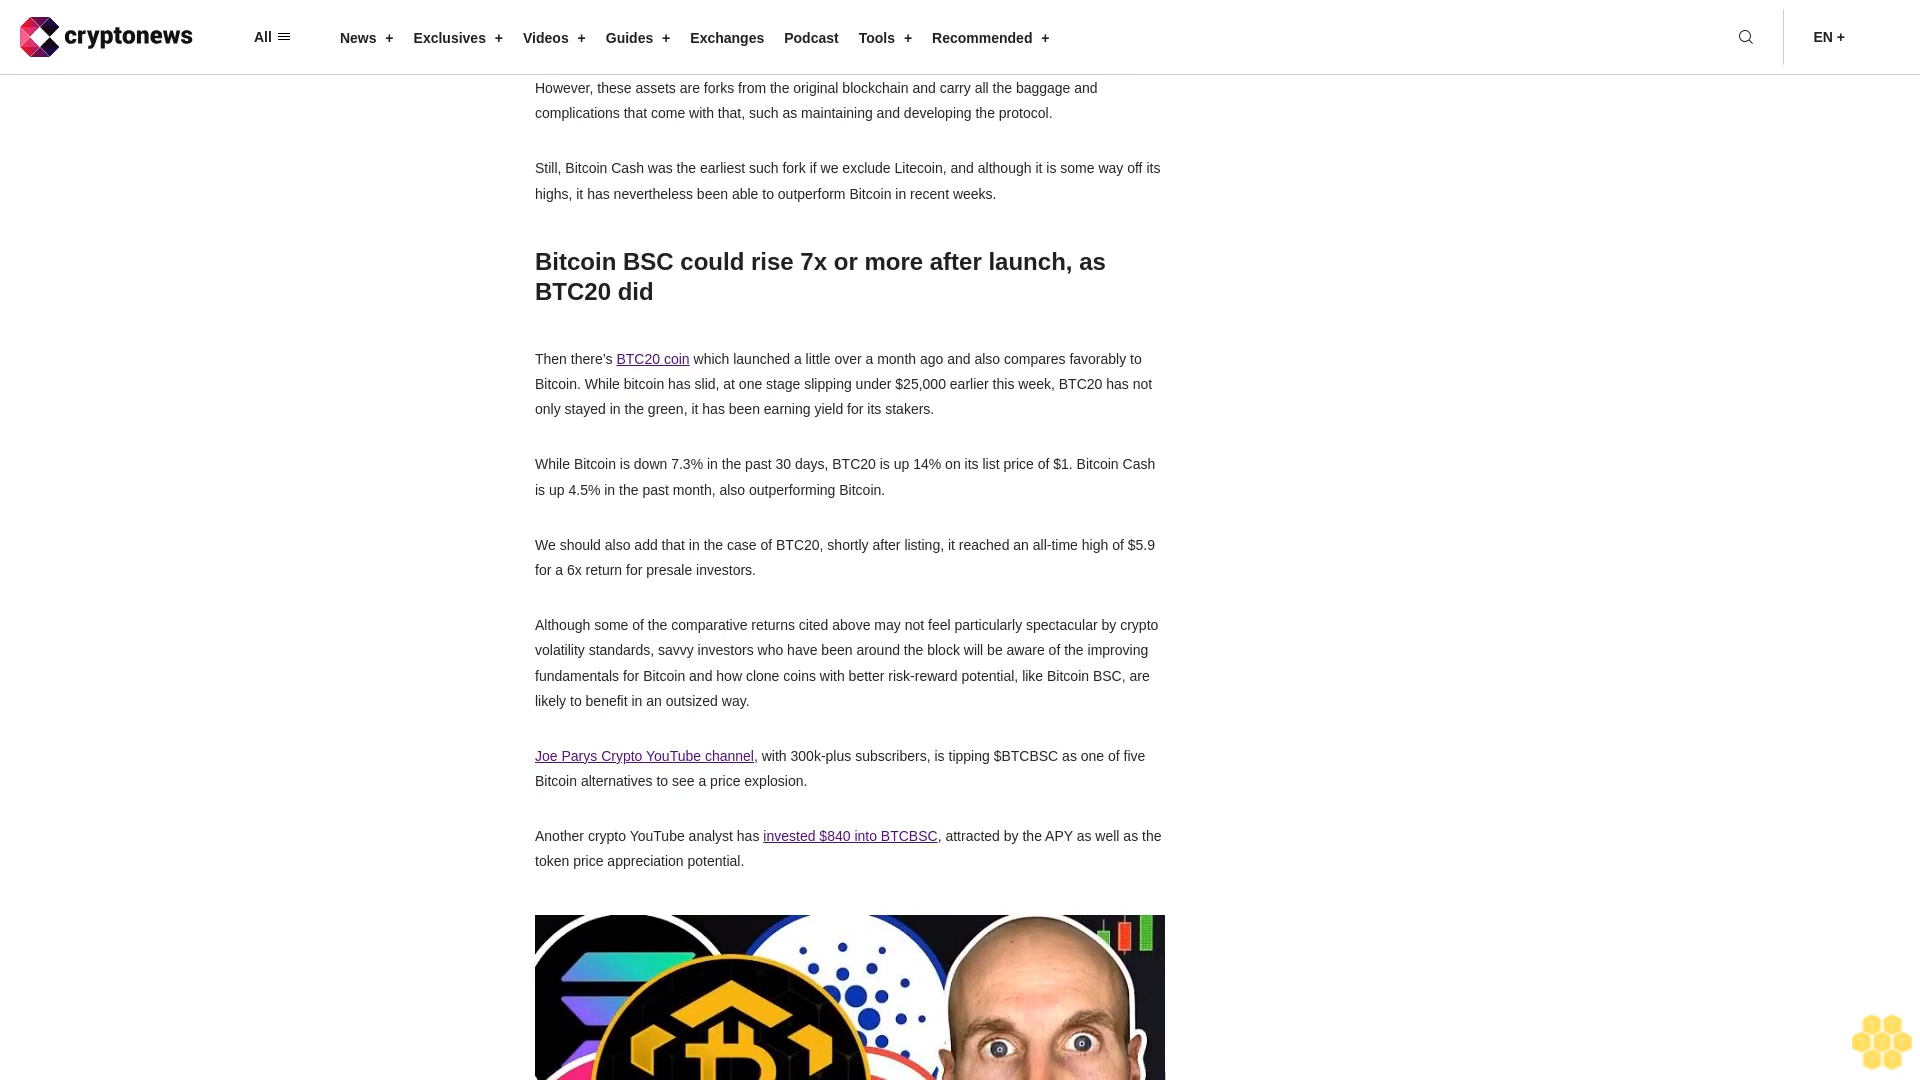 cryptonews
All
News +
Exclusives +
Videos +
Guides +
Exchanges
Podcast
Tools +
Recommended +
EN +
However, these assets are forks from the original blockchain and carry all the baggage and
complications that come with that, such as maintaining and developing the protocol.
Still, Bitcoin Cash was the earliest such fork if we exclude Litecoin, and although it is some way off its
highs, it has nevertheless been able to outperform Bitcoin in recent weeks.
Bitcoin BSC could rise 7x or more after launch, as
BTC20 did
Then there’s BTC20 coin which launched a little over a month ago and also compares favorably to
Bitcoin. While bitcoin has slid, at one stage slipping under $25,000 earlier this week, BTC20 has not
only stayed in the green, it has been earning yield for its stakers.
While Bitcoin is down 7.3% in the past 30 days, BTC20 is up 14% on its list price of $1. Bitcoin Cash
is up 4.5% in the past month, also outperforming Bitcoin.
We should also add that in the case of BTC20, shortly after listing, it reached an all-time high of $5.9
for a 6x return for presale investors.
Although some of the comparative returns cited above may not feel particularly spectacular by crypto
volatility standards, savvy investors who have been around the block will be aware of the improving
fundamentals for Bitcoin and how clone coins with better risk-reward potential, like Bitcoin BSC, are
likely to benefit in an outsized way.
Joe Parys Crypto YouTube channel, with 300k-plus subscribers, is tipping $BTCBSC as one of five
Bitcoin alternatives to see a price explosion.
Another crypto YouTube analyst has invested $840 into BTCBSC, attracted by the APY as well as the
token price appreciation potential.